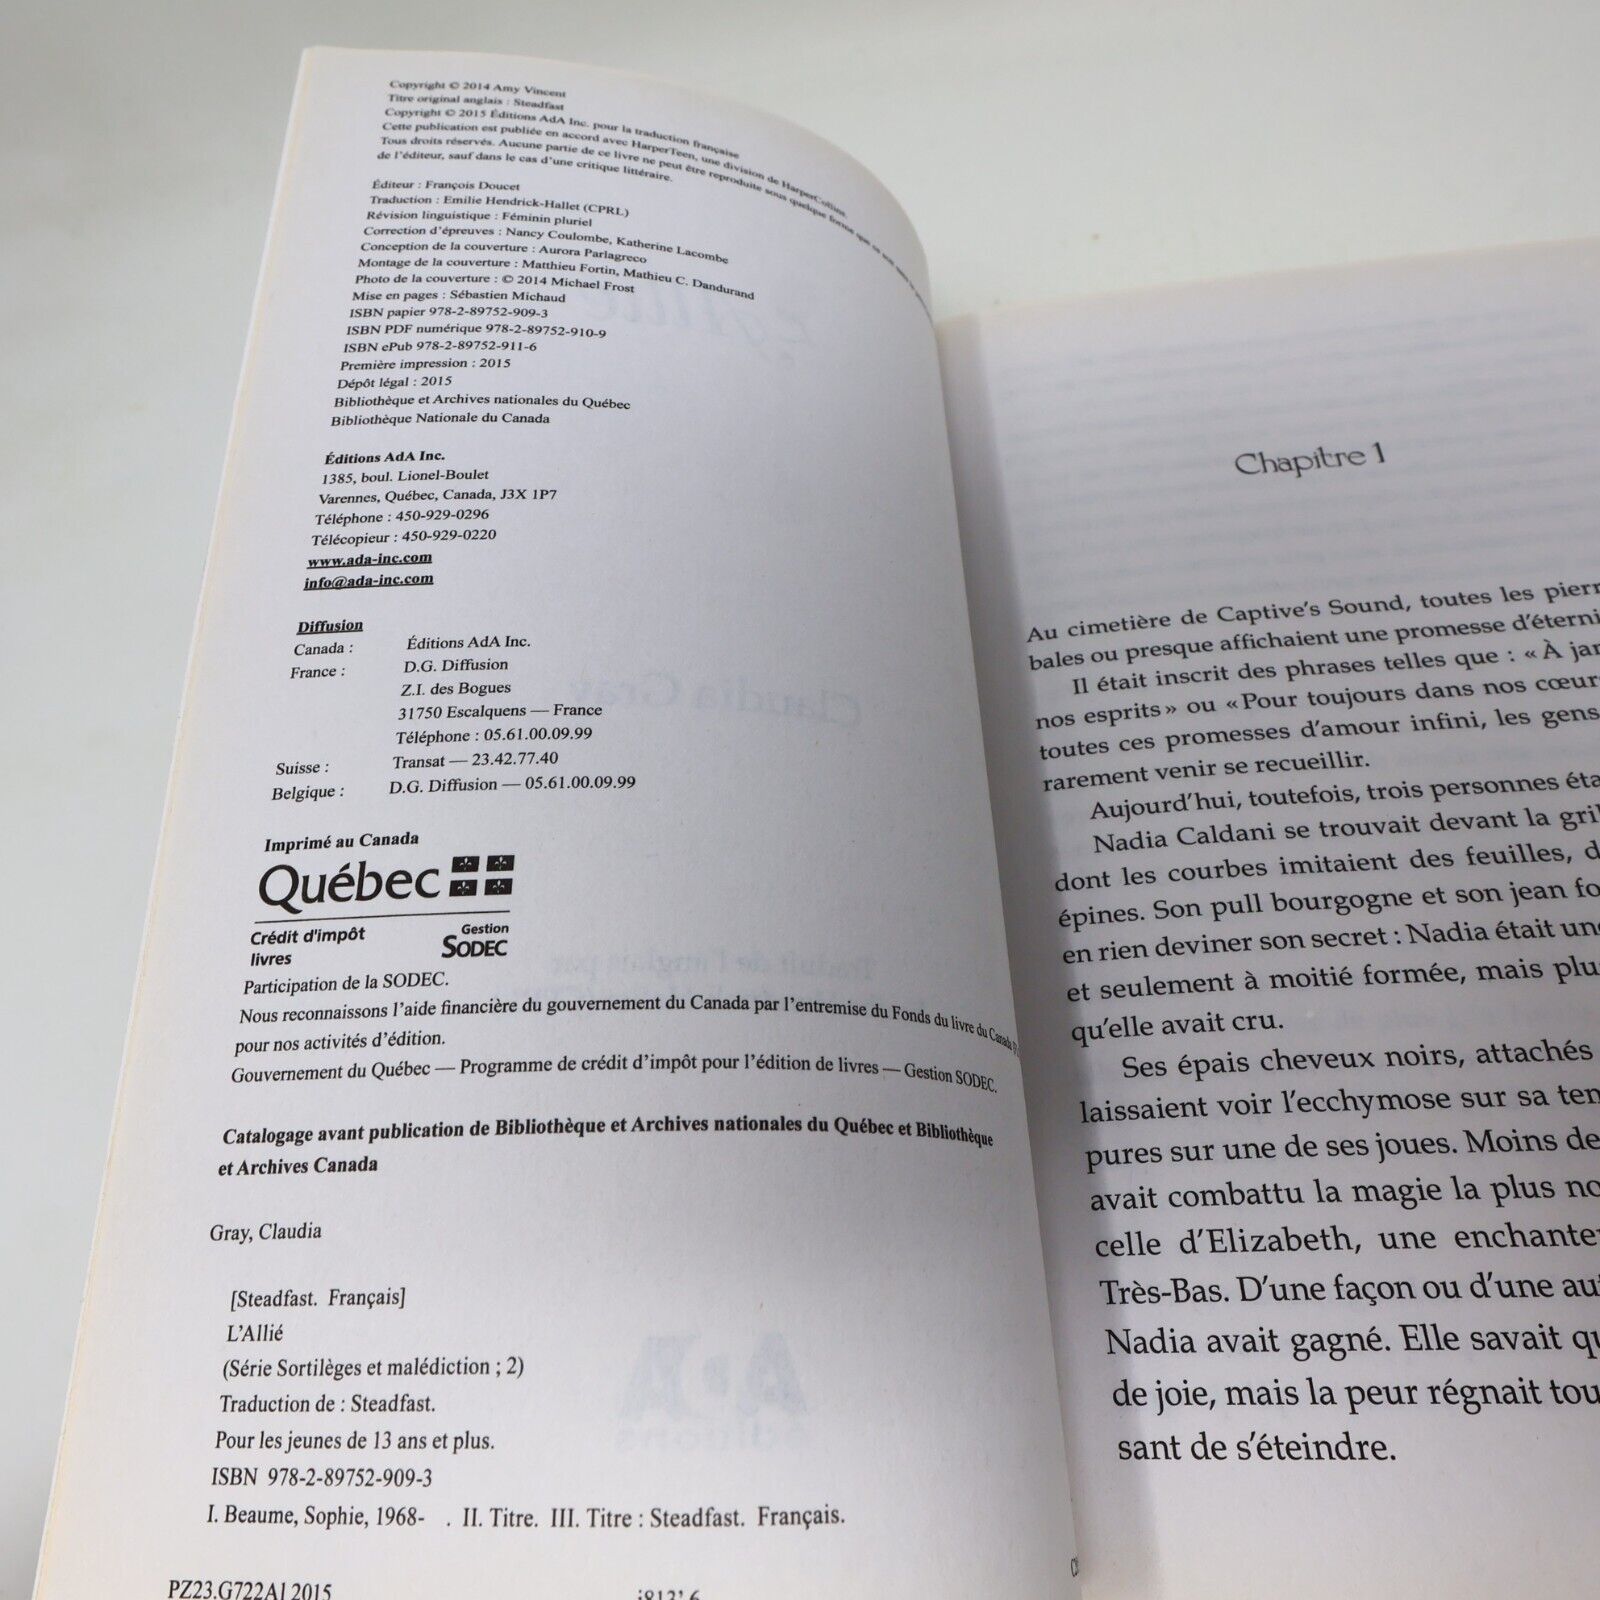 Copyright © 2014 Amy Vincent
Titre original anglais : Steadfast
Copyright © 2015 Éditions AdA Inc. pour la traduction française
Cette publication est publiée en accord avec HarperTeen, une division de HarperCollins.
Tous droits réservés. Aucune partie de ce livre ne peut être reproduite sous quelque forme que ce soit sans la
de l'éditeur, sauf dans le cas d'une critique littéraire.
Éditeur : François Doucet
Traduction : Emilie Hendrick-Hallet (CPRL)
Révision linguistique : Féminin pluriel
Correction d'épreuves : Nancy Coulombe, Katherine Lacombe
Conception de la couverture : Aurora Parlagreco
Montage de la couverture : Matthieu Fortin, Mathieu C. Dandurand
Photo de la couverture : © 2014 Michael Frost
Mise en pages : Sébastien Michaud
ISBN papier 978-2-89752-909-3
ISBN PDF numérique 978-2-89752-910-9
ISBN ePub 978-2-89752-911-6
Première impression : 2015
Dépôt légal : 2015
Bibliothèque et Archives nationales du Québec
Bibliothèque Nationale du Canada
Éditions AdA Inc.
1385, boul. Lionel-Boulet
Varennes, Québec, Canada, J3X 1P7
Téléphone : 450-929-0296
Télécopieur : 450-929-0220
www.ada-inc.com
info@ada-inc.com
Diffusion
Canada : Éditions AdA Inc.
France : D.G. Diffusion
Z.I. des Bogues
31750 Escalquens — France
Téléphone : 05.61.00.09.99
Suisse : Transat — 23.42.77.40
Belgique : D.G. Diffusion — 05.61.00.09.99
Imprimé au Canada
Québec
Crédit d'impôt livres
Gestion SODEC
Participation de la SODEC.
Nous reconnaissons l'aide financière du gouvernement du Canada par l'entremise du Fonds du livre du Canada
pour nos activités d'édition.
Gouvernement du Québec — Programme de crédit d'impôt pour l'édition de livres — Gestion SODEC.
Catalogage avant publication de Bibliothèque et Archives nationales du Québec et Bibliothèque
et Archives Canada
Gray, Claudia
[Steadfast. Français]
L'Allié
(Série Sortilèges et malédiction ; 2)
Traduction de : Steadfast.
Pour les jeunes de 13 ans et plus.
ISBN 978-2-89752-909-3
I. Beaume, Sophie, 1968- . II. Titre. III. Titre : Steadfast. Français.
PZ23.G722Al 2015
Chapitre 1
Au cimetière de Captive's Sound, toutes les pierr
bales ou presque affichaient une promesse d'éterni
Il était inscrit des phrases telles que : « À jam
nos esprits » ou « Pour toujours dans nos cœurs
toutes ces promesses d'amour infini, les gens
rarement venir se recueillir.
Aujourd'hui, toutefois, trois personnes éta
Nadia Caldani se trouvait devant la gril
dont les courbes imitaient des feuilles, d
épines. Son pull bourgogne et son jean fo
en rien deviner son secret : Nadia était une
et seulement à moitié formée, mais plus
qu'elle avait cru.
Ses épais cheveux noirs, attachés
laissaient voir l'ecchymose sur sa tem
pures sur une de ses joues. Moins de
avait combattu la magie la plus no
celle d'Elizabeth, une enchanter
Très-Bas. D'une façon ou d'une au
Nadia avait gagné. Elle savait qu
de joie, mais la peur régnait tou
sant de s'éteindre.